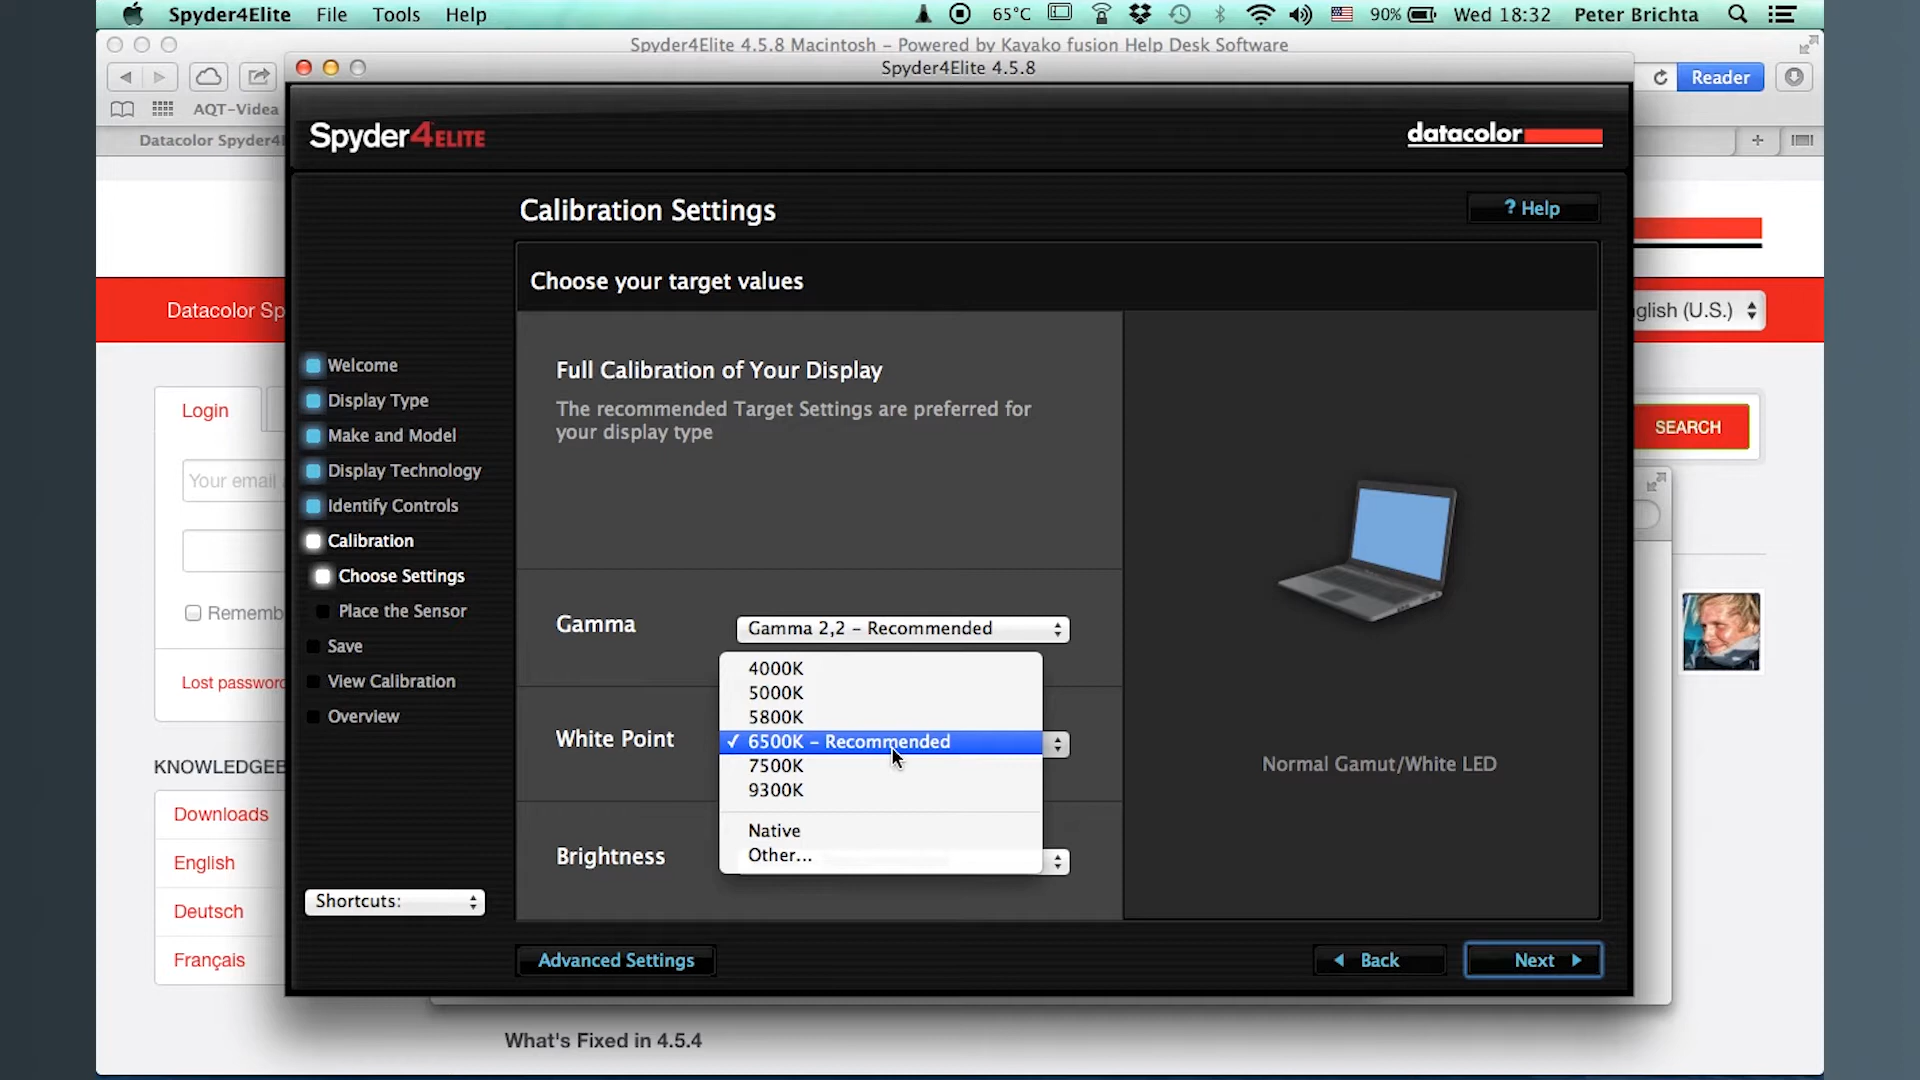 Spyder4Elite File Tools Help 65°C 90% Wed 18:32 Peter Brichta
Spyder4Elite 4.5.8 Macintosh – Powered by Kayako fusion Help Desk Software
Spyder4Elite 4.5.8
Reader
AQT-Videa
Datacolor Spyder4
Spyder4ELITE
datacolor
Calibration Settings
? Help
Choose your target values
Datacolor Sp
glish (U.S.)
Full Calibration of Your Display
The recommended Target Settings are preferred for
your display type
Welcome
Display Type
Make and Model
Display Technology
Identify Controls
Calibration
Choose Settings
Place the Sensor
Save
View Calibration
Overview
Login
Your email
SEARCH
Rememb
Lost password
Gamma
Gamma 2,2 – Recommended
White Point
4000K
5000K
5800K
✓ 6500K – Recommended
7500K
9300K
Native
Other...
Brightness
Normal Gamut/White LED
KNOWLEDGEB
Downloads
English
Deutsch
Français
Shortcuts:
Advanced Settings
Back
Next
What's Fixed in 4.5.4